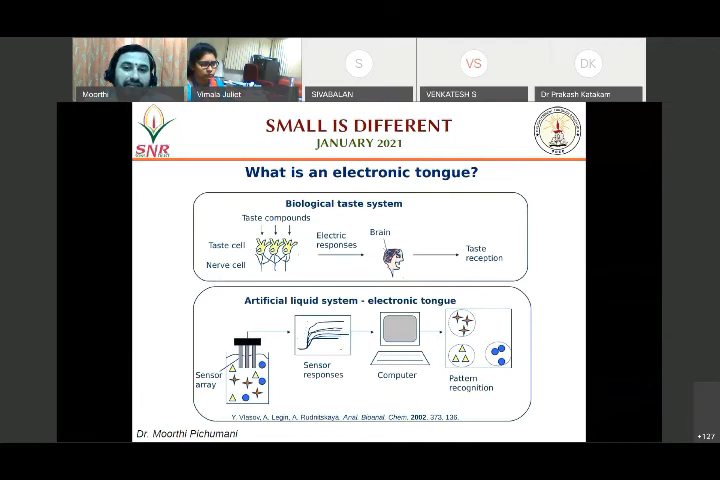 S
VS
DK
Moorthi
Vimala Juliet
SIVABALAN
VENKATESH S
Dr Prakash Katakam
SNR
SMALL IS DIFFERENT
JANUARY 2021
What is an electronic tongue?
Biological taste system
Taste compounds
Taste cell
Nerve cell
Electric
responses
Brain
Taste
reception
Artificial liquid system - electronic tongue
Sensor
array
Sensor
responses
Computer
Pattern
recognition
Y. Vlasov, A. Legin, A. Rudnitskaya, Anal. Bioanal. Chem. 2002, 373, 136.
Dr. Moorthi Pichumani
+127